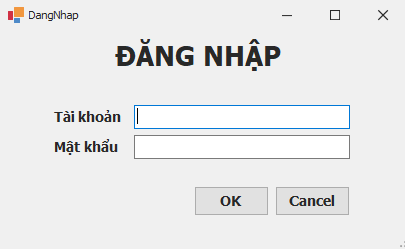 DangNhap
ĐĂNG NHẬP
Tài khoản
Mật khẩu
OK Cancel